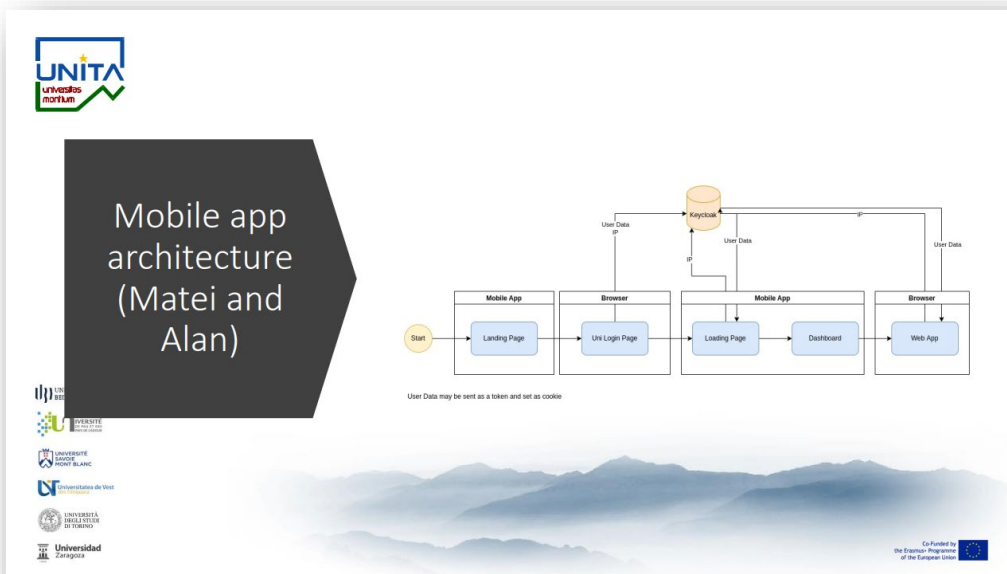 UNITA
universitas
montium
Mobile app
architecture
(Matei and
Alan)
Keycloak
User Data
IP
IP
User Data
IP
User Data
Mobile App
Browser
Mobile App
Browser
Start
Landing Page
Uni Login Page
Loading Page
Dashboard
Web App
User Data may be sent as a token and set as cookie
UNIVERSITÉ
SAVOIE
MONT BLANC
Universitatea de Vest
din Timișoara
UNIVERSITÀ
DEGLI STUDI
DI TORINO
Universidad
Zaragoza
Co-Funded by
the Erasmus+ Programme
of the European Union